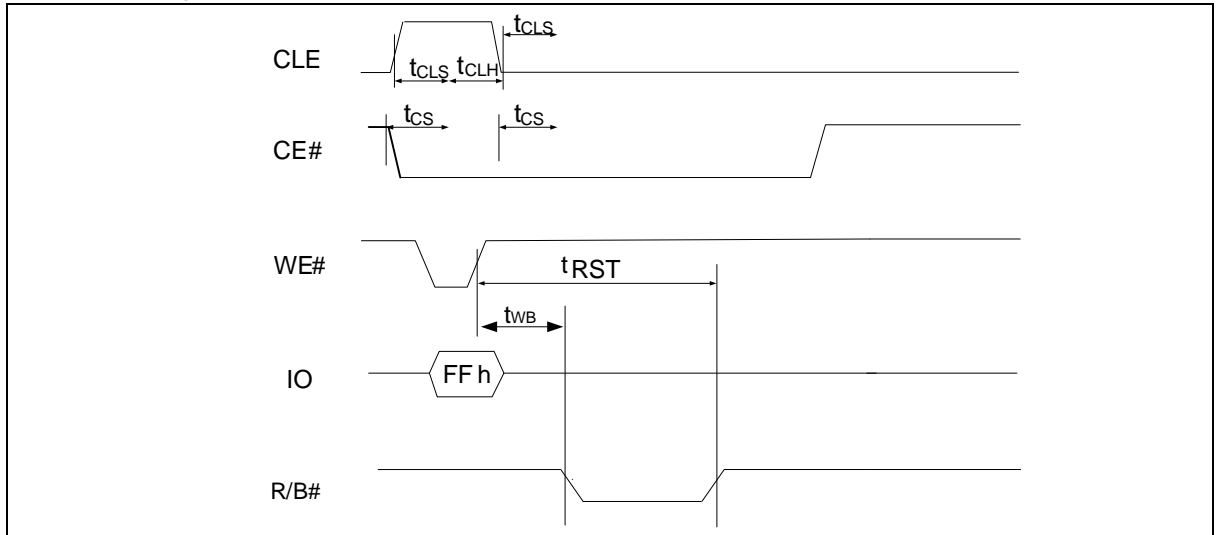 CLE
tCLS
tCLS tCLH
CE#
tCS
tCS
WE#
tRST
tWB
IO
FF h
R/B#